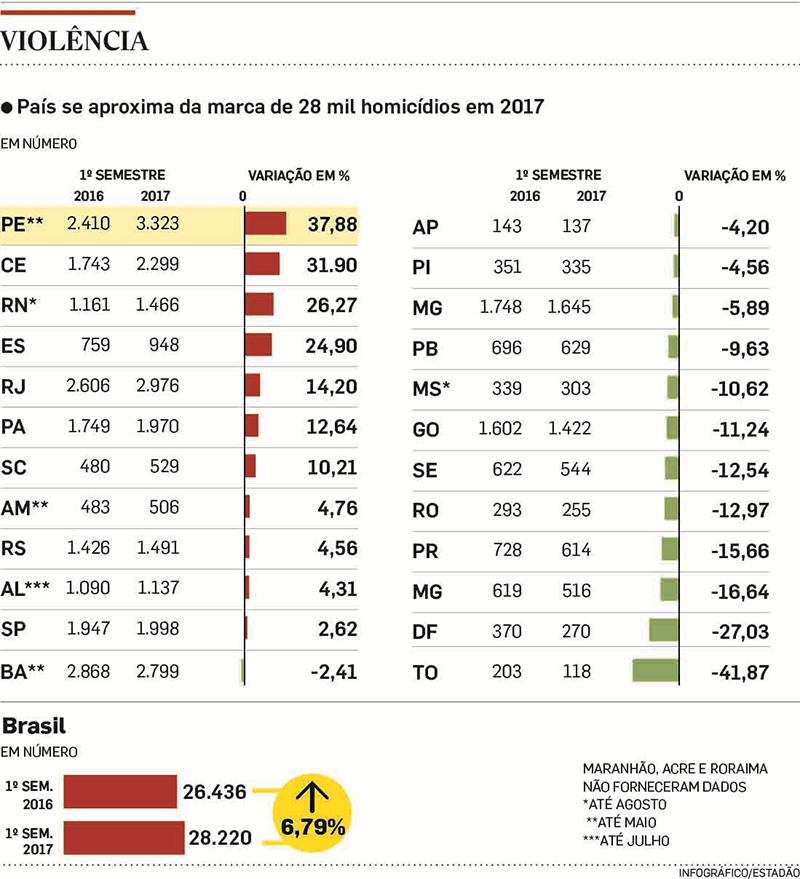 VIOLÊNCIA
● País se aproxima da marca de 28 mil homicídios em 2017
EM NÚMERO
1º SEMESTRE VARIAÇÃO EM %
2016 2017 0
PE** 2.410 3.323 37,88
CE 1.743 2.299 31.90
RN* 1.161 1.466 26,27
ES 759 948 24,90
RJ 2.606 2.976 14,20
PA 1.749 1.970 12,64
SC 480 529 10,21
AM** 483 506 4,76
RS 1.426 1.491 4,56
AL*** 1.090 1.137 4,31
SP 1.947 1.998 2,62
BA** 2.868 2.799 -2,41
1º SEMESTRE VARIAÇÃO EM %
2016 2017 0
AP 143 137 -4,20
PI 351 335 -4,56
MG 1.748 1.645 -5,89
PB 696 629 -9,63
MS* 339 303 -10,62
GO 1.602 1.422 -11,24
SE 622 544 -12,54
RO 293 255 -12,97
PR 728 614 -15,66
MG 619 516 -16,64
DF 370 270 -27,03
TO 203 118 -41,87
Brasil
EM NÚMERO
1º SEM.
2016
26.436
1º SEM.
2017
28.220
6,79%
MARANHÃO, ACRE E RORAIMA
NÃO FORNECERAM DADOS
*ATÉ AGOSTO
**ATÉ MAIO
***ATÉ JULHO
INFOGRÁFICO/ESTADÃO